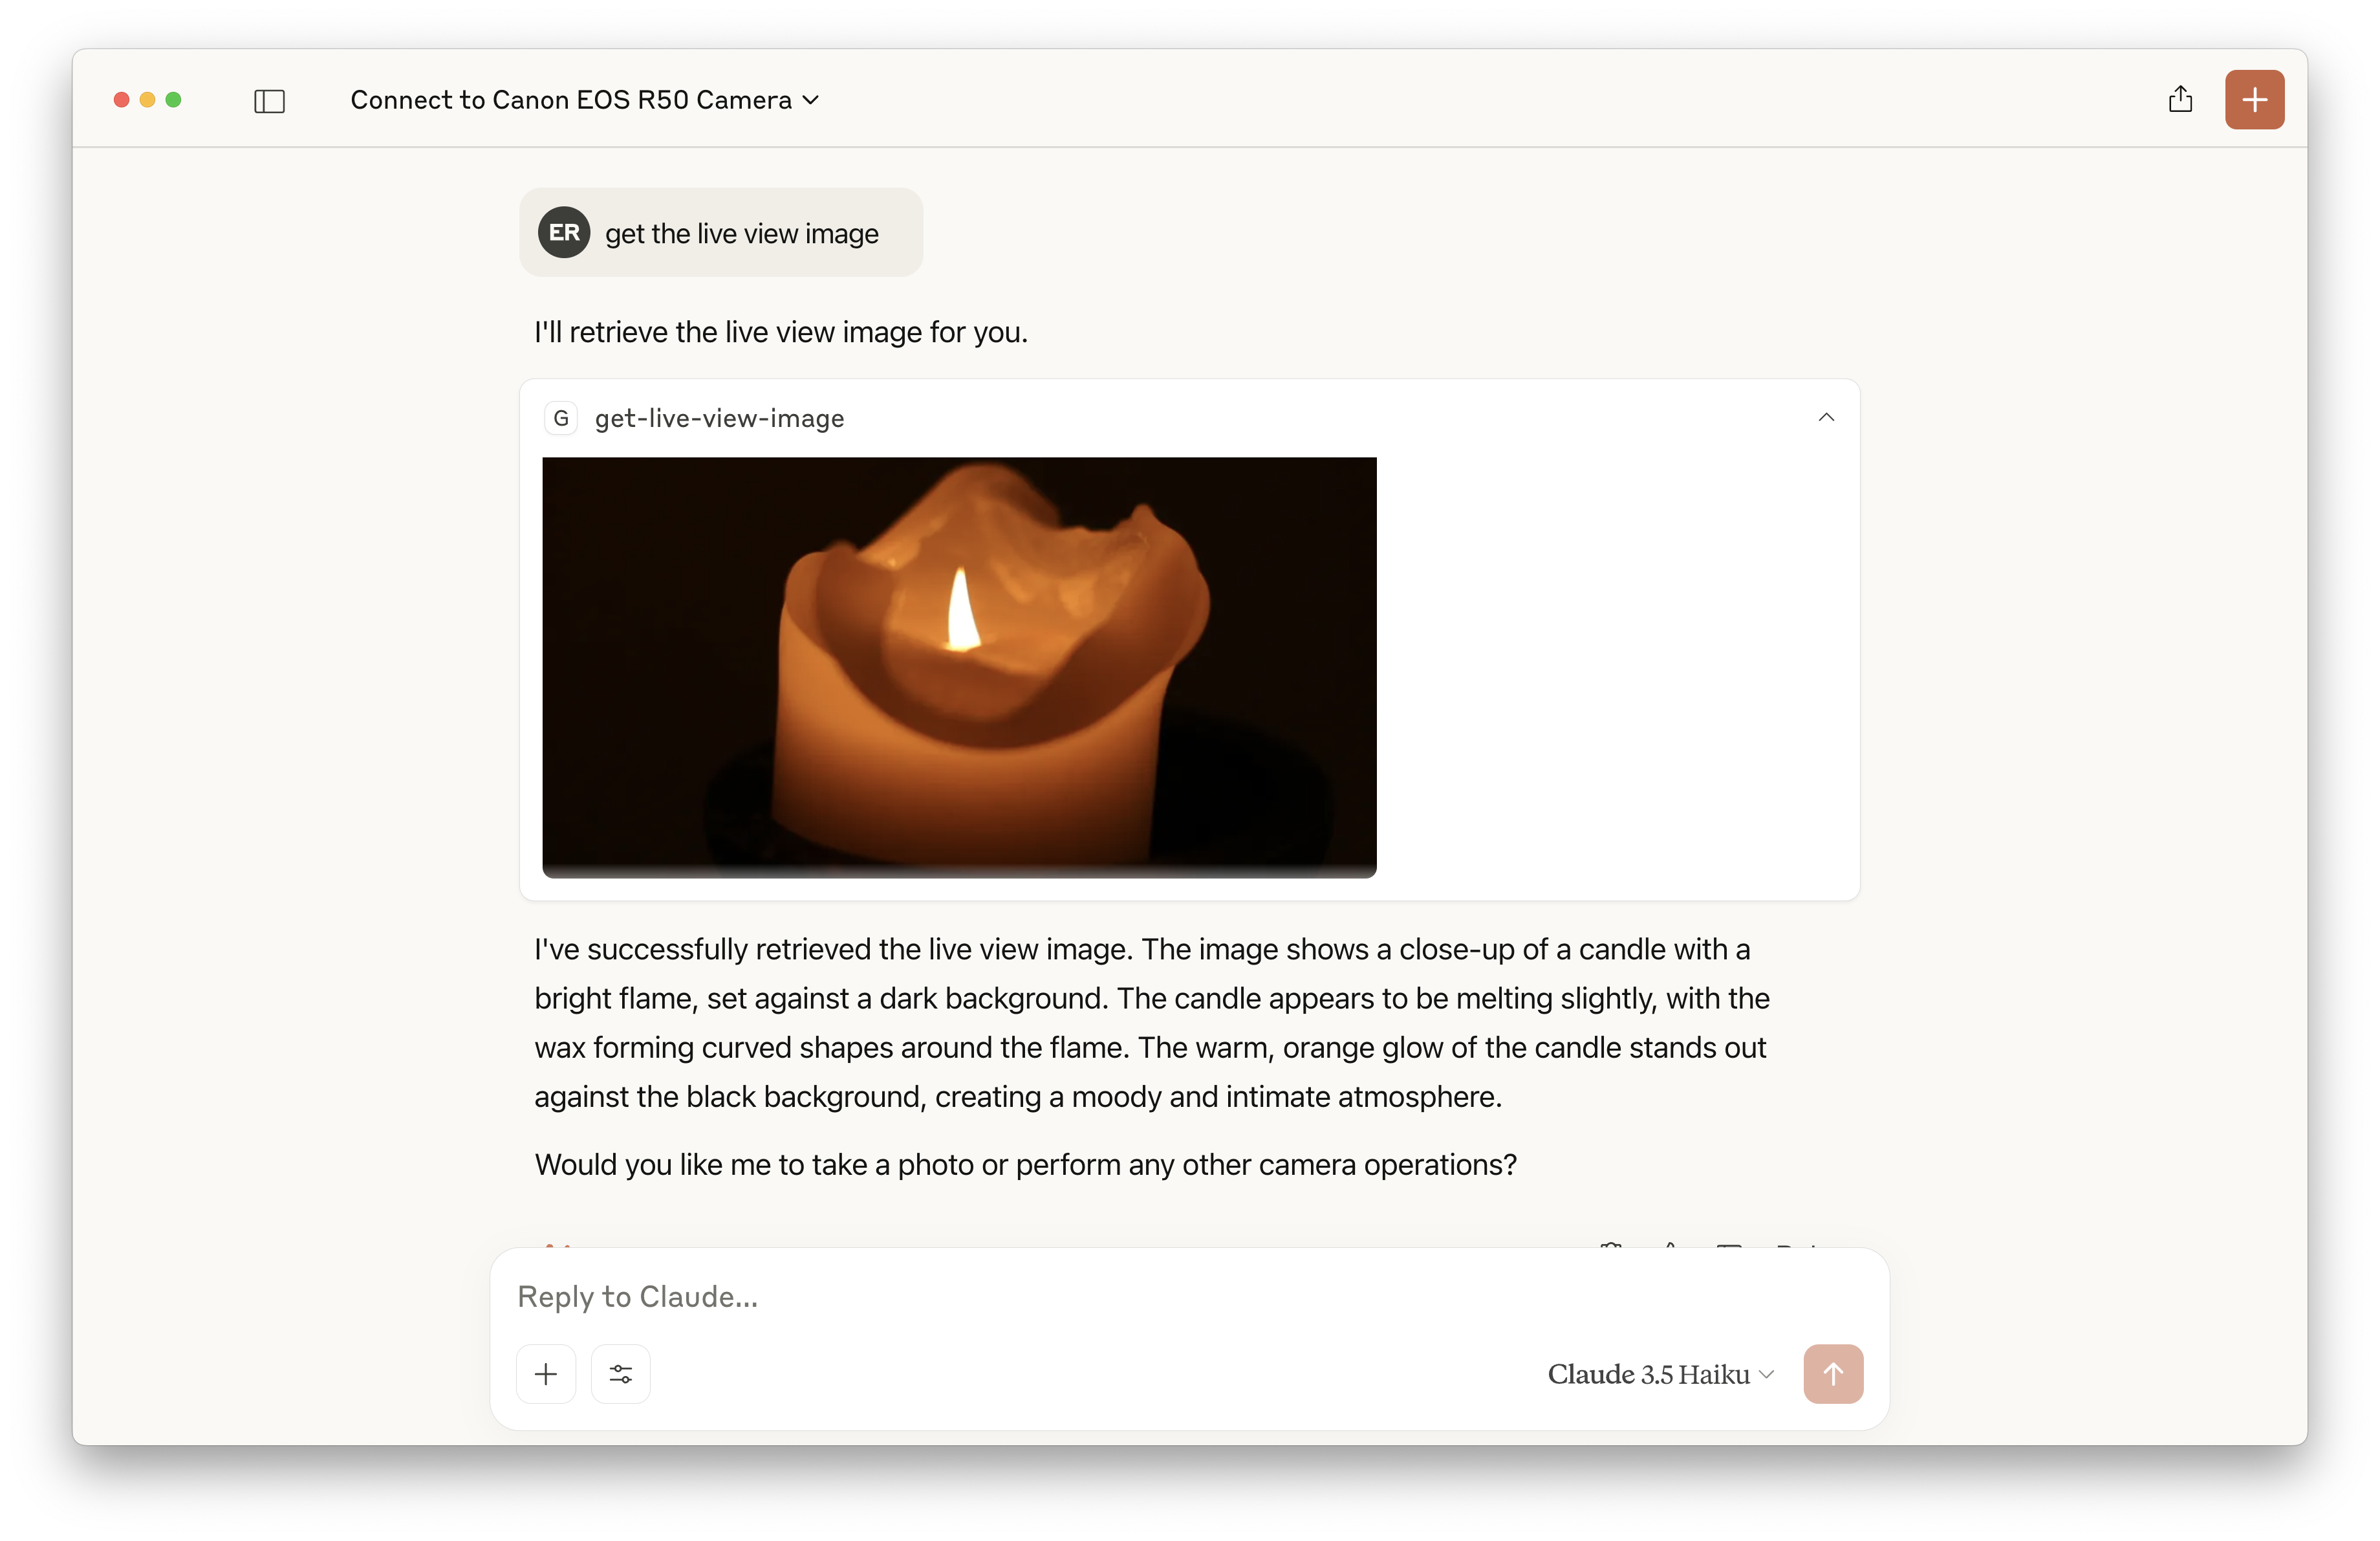 Connect to Canon EOS R50 Camera
ER get the live view image
I'll retrieve the live view image for you.
G get-live-view-image
I've successfully retrieved the live view image. The image shows a close-up of a candle with a
bright flame, set against a dark background. The candle appears to be melting slightly, with the
wax forming curved shapes around the flame. The warm, orange glow of the candle stands out
against the black background, creating a moody and intimate atmosphere.
Would you like me to take a photo or perform any other camera operations?
Reply to Claude...
Claude 3.5 Haiku